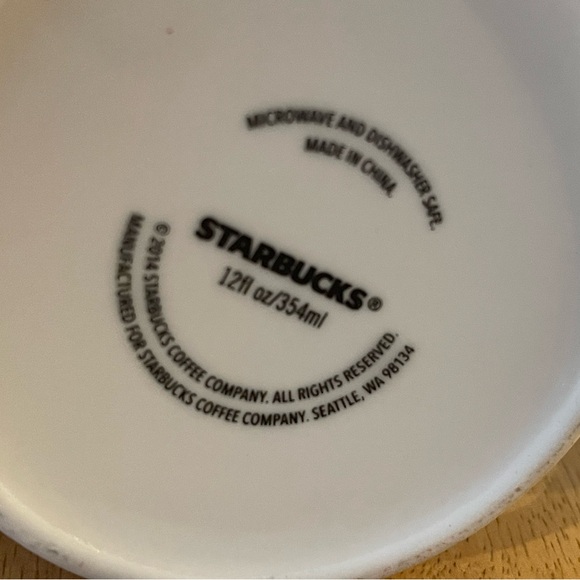 MICROWAVE AND DISHWASHER SAFE.
MADE IN CHINA.
STARBUCKS®
12fl oz/354ml
© 2014 STARBUCKS COFFEE COMPANY. ALL RIGHTS RESERVED.
MANUFACTURED FOR STARBUCKS COFFEE COMPANY. SEATTLE, WA 98134